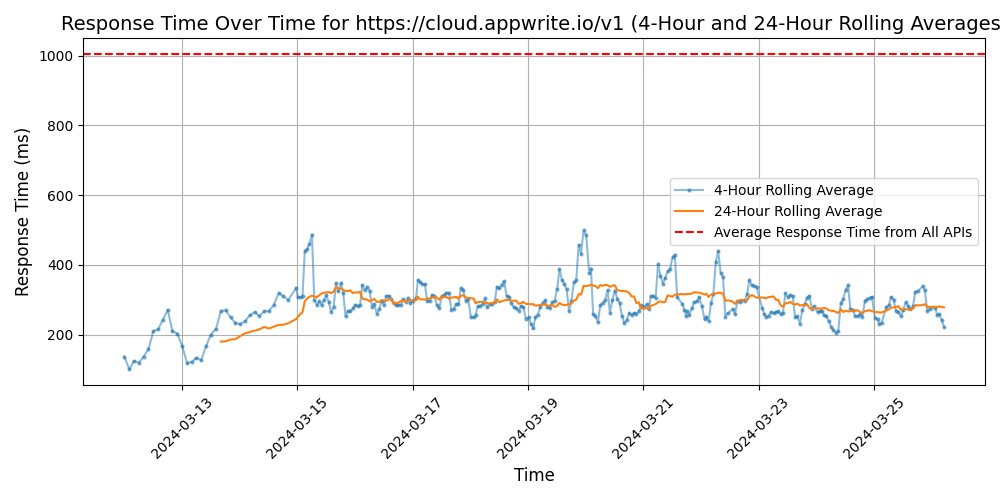 Response Time Over Time for https://cloud.appwrite.io/v1 (4-Hour and 24-Hour Rolling Averages
Response Time (ms)
1000
800
600
400
200
4-Hour Rolling Average
24-Hour Rolling Average
Average Response Time from All APIs
2024-03-13
2024-03-15
2024-03-17
2024-03-19
2024-03-21
2024-03-23
2024-03-25
Time